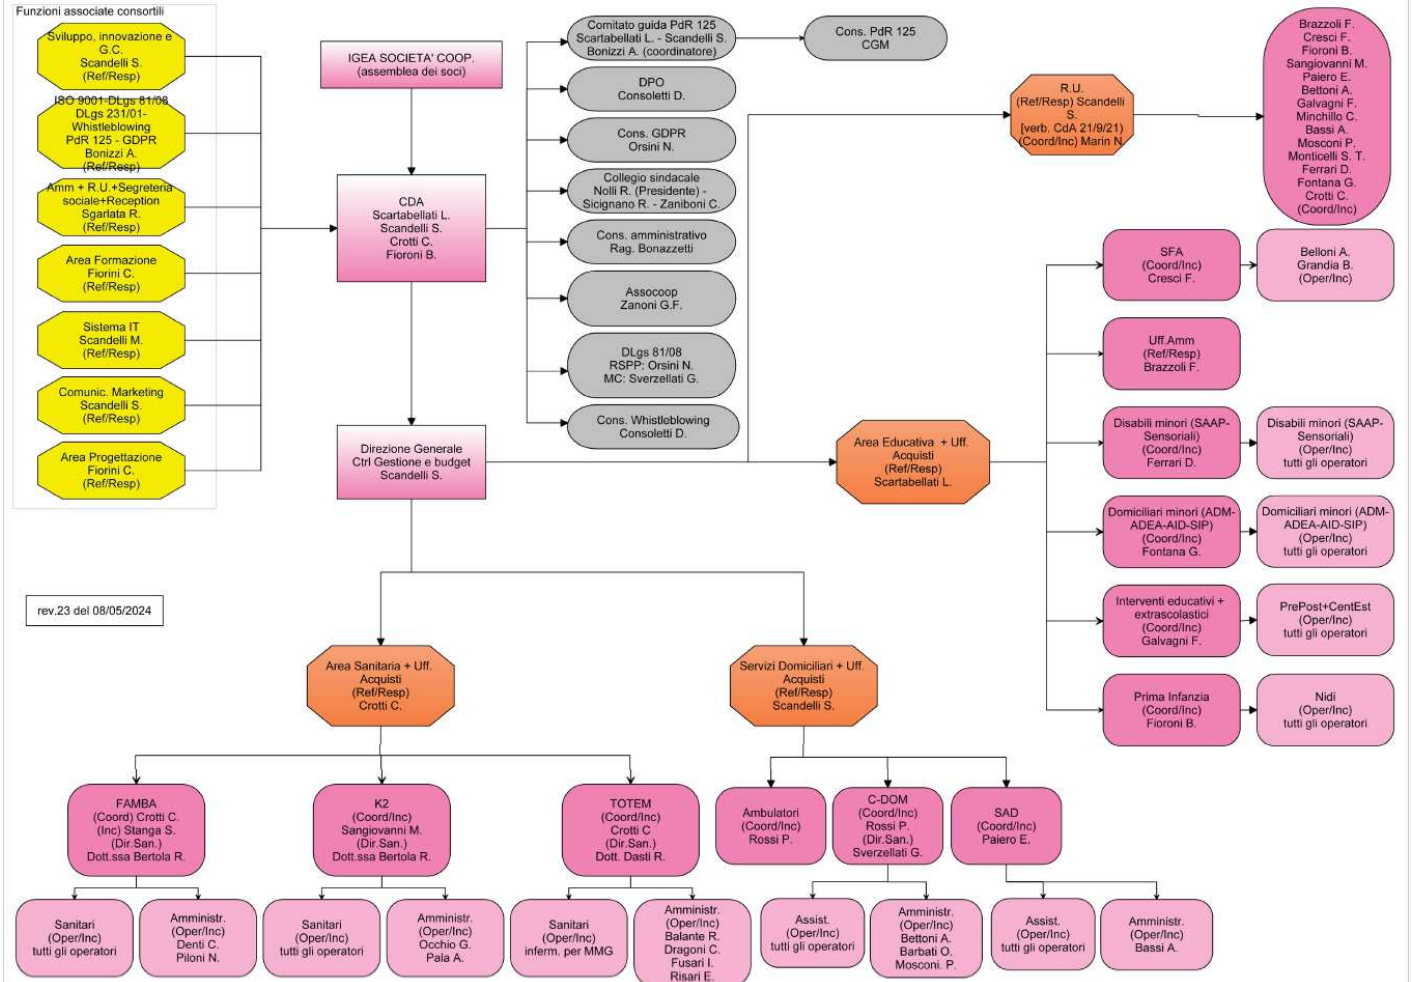 Funzioni associate consortili
Sviluppo, innovazione e
G.C.
Scandelli S.
(Ref/Resp)
ISO 9001-DLgs 81/08
DLgs 231/01-
Whistleblowing
PdR 125 - GDPR
Bonizzi A.
(Ref/Resp)
Amm + R.U.+Segreteria
sociale+Reception
Sgarlata R.
(Ref/Resp)
Area Formazione
Fiorini C.
(Ref/Resp)
Sistema IT
Scandelli M.
(Ref/Resp)
Comunic. Marketing
Scandelli S.
(Ref/Resp)
Area Progettazione
Fiorini C.
(Ref/Resp)
rev.23 del 08/05/2024
IGEA SOCIETA' COOP.
(assemblea dei soci)
CDA
Scartabellati L.
Scandelli S.
Crotti C.
Fioroni B.
Direzione Generale
Ctrl Gestione e budget
Scandelli S.
Comitato guida PdR 125
Scartabellati L. - Scandelli S.
Bonizzi A. (coordinatore)
Cons. PdR 125
CGM
DPO
Consoletti D.
Cons. GDPR
Orsini N.
Collegio sindacale
Nolli R. (Presidente) -
Sicignano R. - Zaniboni C.
Cons. amministrativo
Rag. Bonazzetti
Assocoop
Zanoni G.F.
DLgs 81/08
RSPP: Orsini N.
MC: Sverzellati G.
Cons. Whistleblowing
Consoletti D.
R.U.
(Ref/Resp) Scandelli
S.
[verb. CdA 21/9/21)
(Coord/Inc) Marin N.
Brazzoli F.
Cresci F.
Fioroni B.
Sangiovanni M.
Paiero E.
Bettoni A.
Galvagni F.
Minchillo C.
Bassi A.
Mosconi P.
Monticelli S. T.
Ferrari D.
Fontana G.
Crotti C.
(Coord/Inc)
Area Educativa + Uff.
Acquisti
(Ref/Resp)
Scartabellati L.
SFA
(Coord/Inc)
Cresci F.
Belloni A.
Grandia B.
(Oper/Inc)
Uff.Amm
(Ref/Resp)
Brazzoli F.
Disabili minori (SAAP-
Sensoriali)
(Coord/Inc)
Ferrari D.
Disabili minori (SAAP-
Sensoriali)
(Oper/Inc)
tutti gli operatori
Domiciliari minori (ADM-
ADEA-AID-SIP)
(Coord/Inc)
Fontana G.
Domiciliari minori (ADM-
ADEA-AID-SIP)
(Oper/Inc)
tutti gli operatori
Interventi educativi +
extrascolastici
(Coord/Inc)
Galvagni F.
PrePost+CentEst
(Oper/Inc)
tutti gli operatori
Prima Infanzia
(Coord/Inc)
Fioroni B.
Nidi
(Oper/Inc)
tutti gli operatori
Area Sanitaria + Uff.
Acquisti
(Ref/Resp)
Crotti C.
Servizi Domiciliari + Uff.
Acquisti
(Ref/Resp)
Scandelli S.
FAMBA
(Coord) Crotti C.
(Inc) Stanga S.
(Dir.San.)
Dott.ssa Bertola R.
K2
(Coord/Inc)
Sangiovanni M.
(Dir.San.)
Dott.ssa Bertola R.
TOTEM
(Coord/Inc)
Crotti C
(Dir.San.)
Dott. Dasti R.
Ambulatori
(Coord/Inc)
Rossi P.
C-DOM
(Coord/Inc)
Rossi P.
(Dir.San.)
Sverzellati G.
SAD
(Coord/Inc)
Paiero E.
Sanitari
(Oper/Inc)
tutti gli operatori
Amministr.
(Oper/Inc)
Denti C.
Piloni N.
Sanitari
(Oper/Inc)
tutti gli operatori
Amministr.
(Oper/Inc)
Occhio G.
Pala A.
Sanitari
(Oper/Inc)
inferm. per MMG
Amministr.
(Oper/Inc)
Balante R.
Dragoni C.
Fusari I.
Risari E.
Assist.
(Oper/Inc)
tutti gli operatori
Amministr.
(Oper/Inc)
Bettoni A.
Barbati O.
Mosconi. P.
Assist.
(Oper/Inc)
tutti gli operatori
Amministr.
(Oper/Inc)
Bassi A.